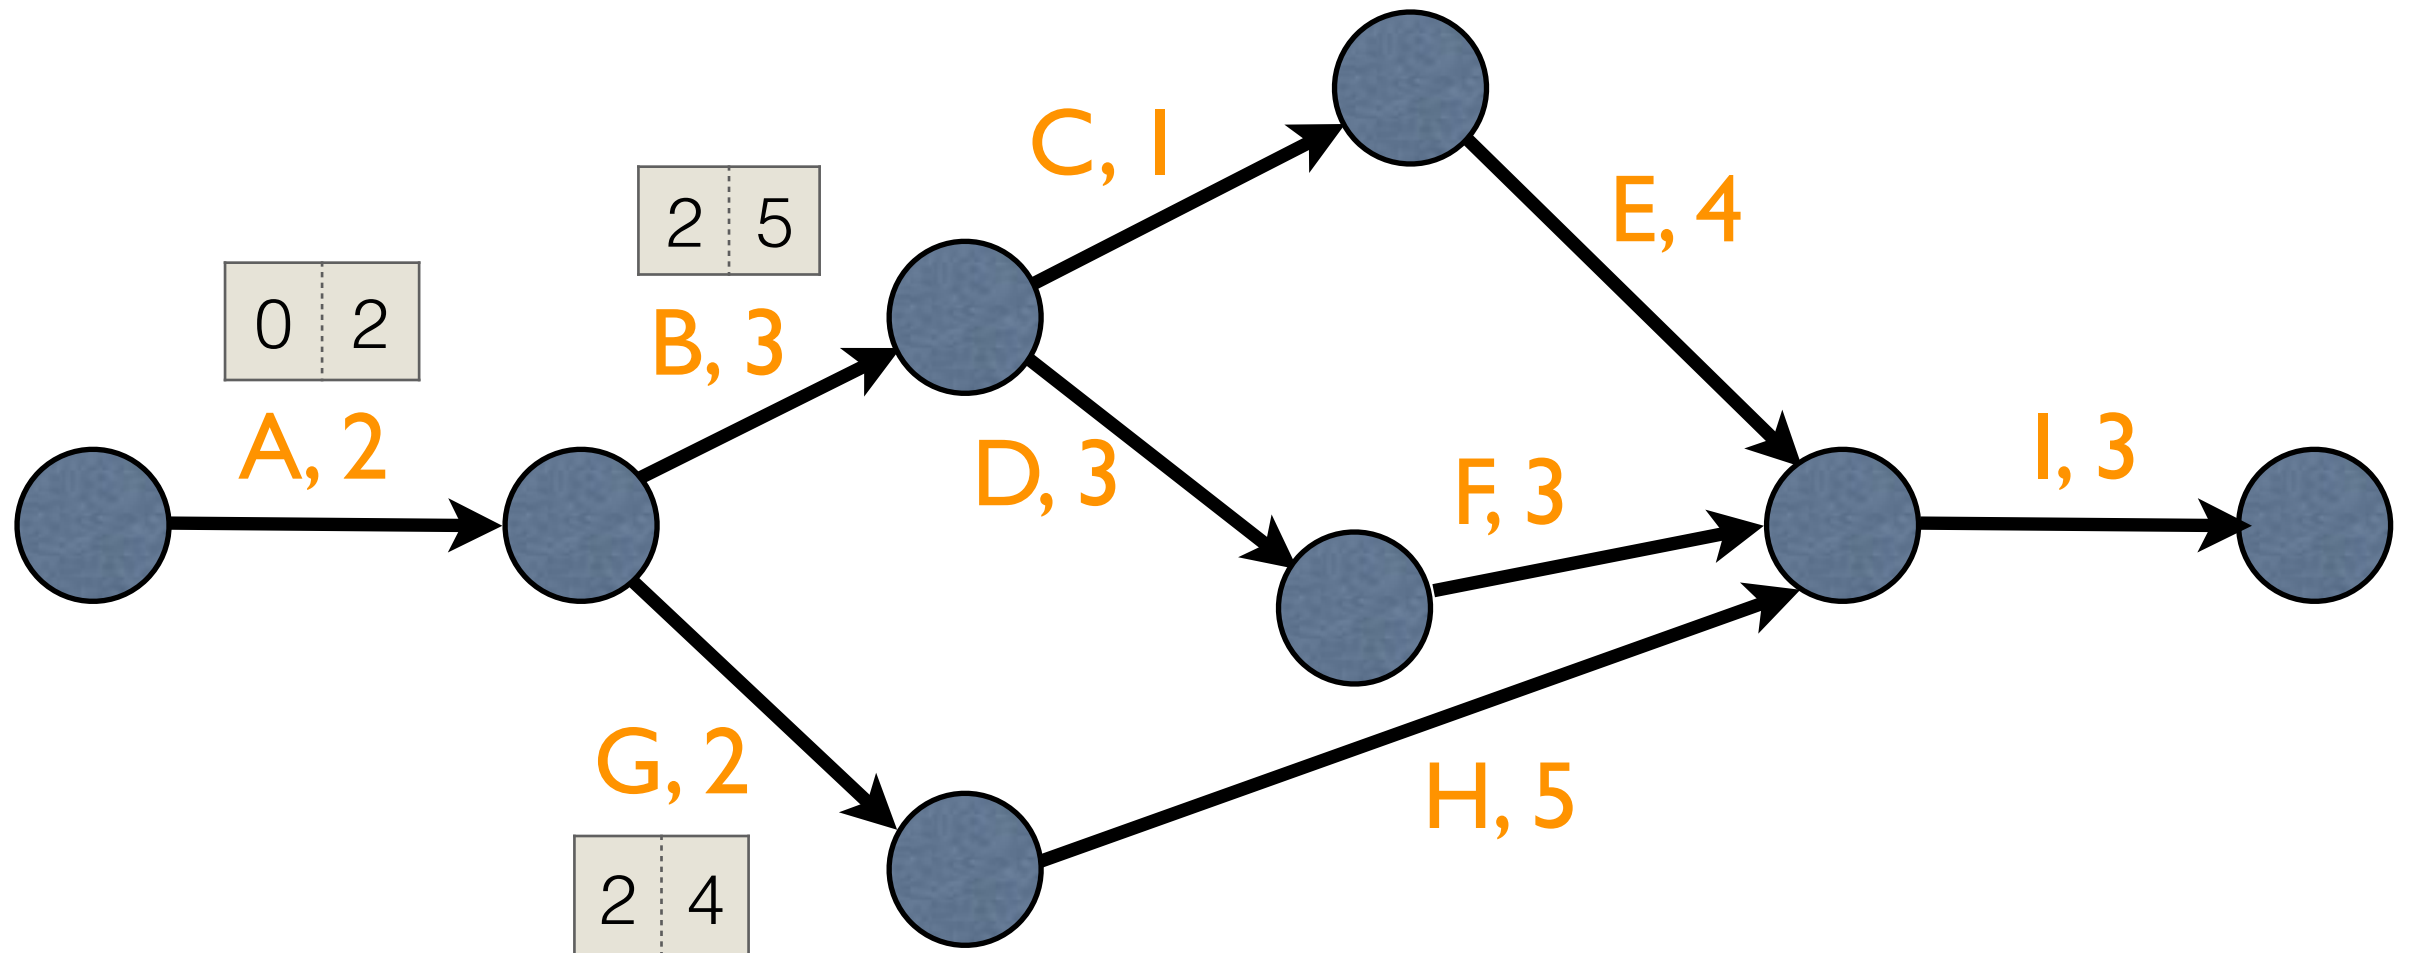 C, 1
E, 4
2 5
0 2
B, 3
A, 2
D, 3
F, 3
I, 3
G, 2
H, 5
2 4